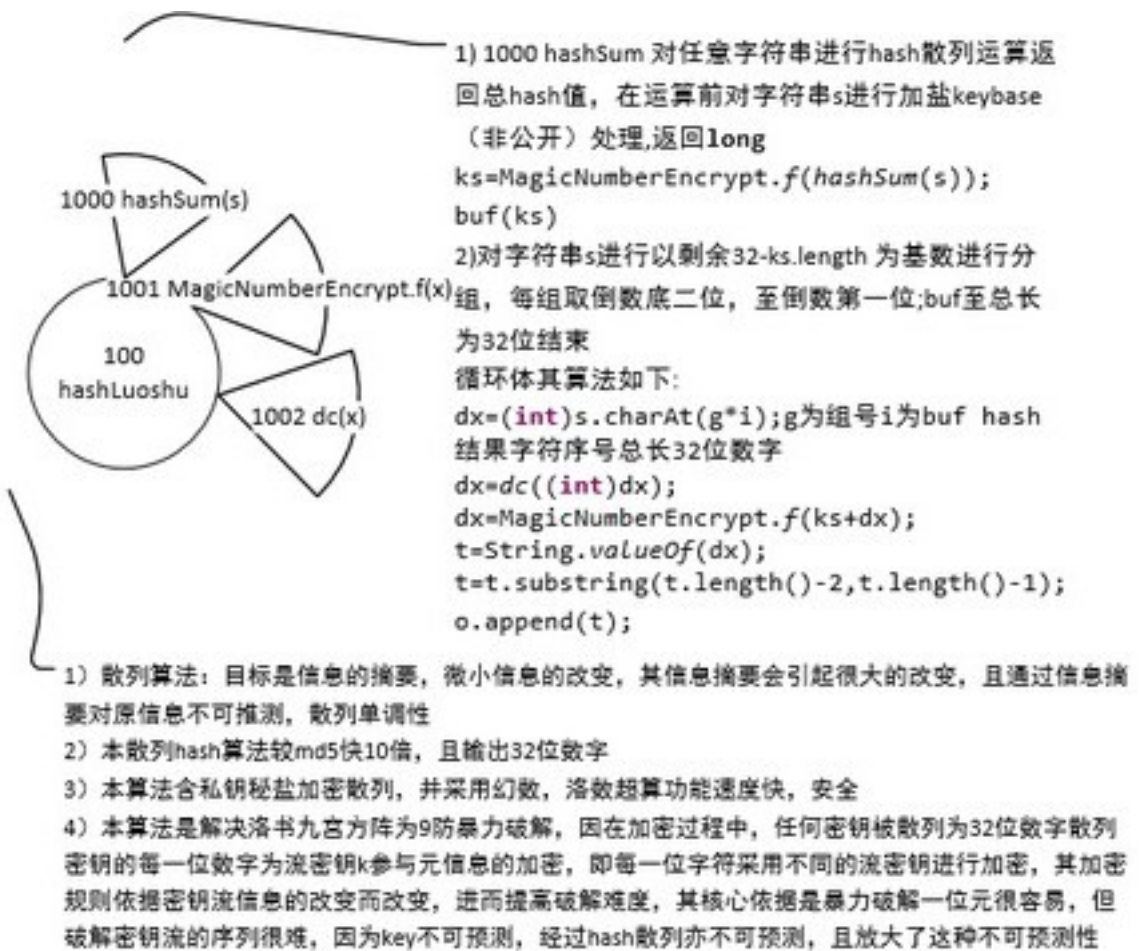 1) 1000 hashSum 对任意字符串进行hash散列运算返
回总hash值，在运算前对字符串s进行加盐keybase
（非公开）处理,返回long
ks=MagicNumberEncrypt.f(hashSum(s));
buf(ks)
2)对字符串s进行以剩余32-ks.length 为基数进行分
组，每组取倒数底二位，至倒数第一位;buf至总长
为32位结束
循环体其算法如下:
dx=(int)s.charAt(g*i);g为组号i为buf hash
结果字符序号总长32位数字
dx=dc((int)dx);
dx=MagicNumberEncrypt.f(ks+dx);
t=String.valueOf(dx);
t=t.substring(t.length()-2,t.length()-1);
o.append(t);
1000 hashSum(s)
1001 MagicNumberEncrypt.f(x)
100
hashLuoshu
1002 dc(x)
1）散列算法：目标是信息的摘要，微小信息的改变，其信息摘要会引起很大的改变，且通过信息摘
要对原信息不可推测，散列单调性
2）本散列hash算法较md5快10倍，且输出32位数字
3）本算法含私钥秘盐加密散列，并采用幻数，洛数超算功能速度快，安全
4）本算法是解决洛书九宫方阵为9防暴力破解，因在加密过程中，任何密钥被散列为32位数字散列
密钥的每一位数字为流密钥k参与元信息的加密，即每一位字符采用不同的流密钥进行加密，其加密
规则依据密钥流信息的改变而改变，进而提高破解难度，其核心依据是暴力破解一位元很容易，但
破解密钥流的序列很难，因为key不可预测，经过hash散列亦不可预测，且放大了这种不可预测性